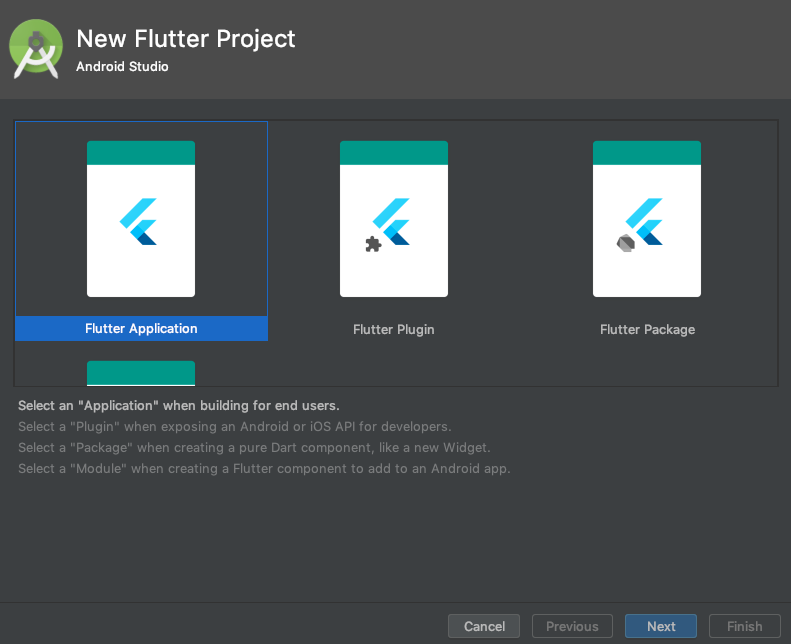 New Flutter Project
Android Studio
Flutter Application
Flutter Plugin
Flutter Package
Select an "Application" when building for end users.
Select a "Plugin" when exposing an Android or iOS API for developers.
Select a "Package" when creating a pure Dart component, like a new Widget.
Select a "Module" when creating a Flutter component to add to an Android app.
Cancel
Previous
Next
Finish